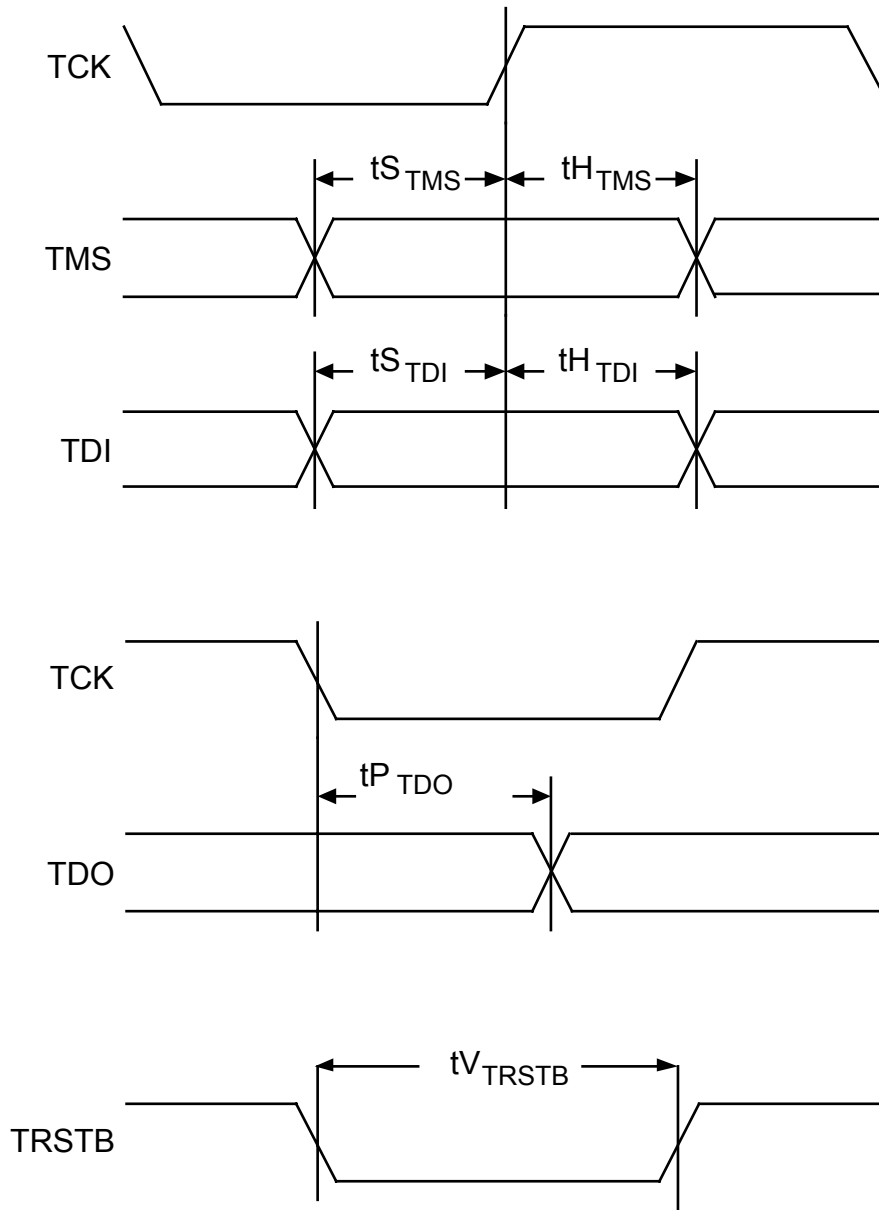 TCK
tS TMS tH TMS
TMS
tS TDI tH TDI
TDI
TCK
tP TDO
TDO
tV TRSTB
TRSTB